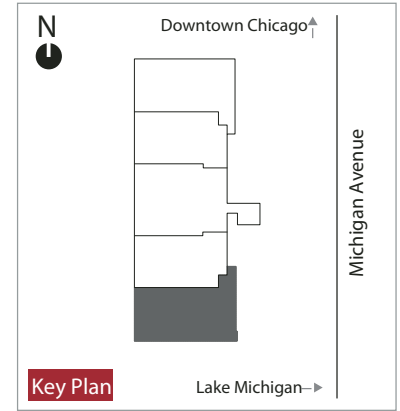 N
Downtown Chicago
Michigan Avenue
Key Plan
Lake Michigan